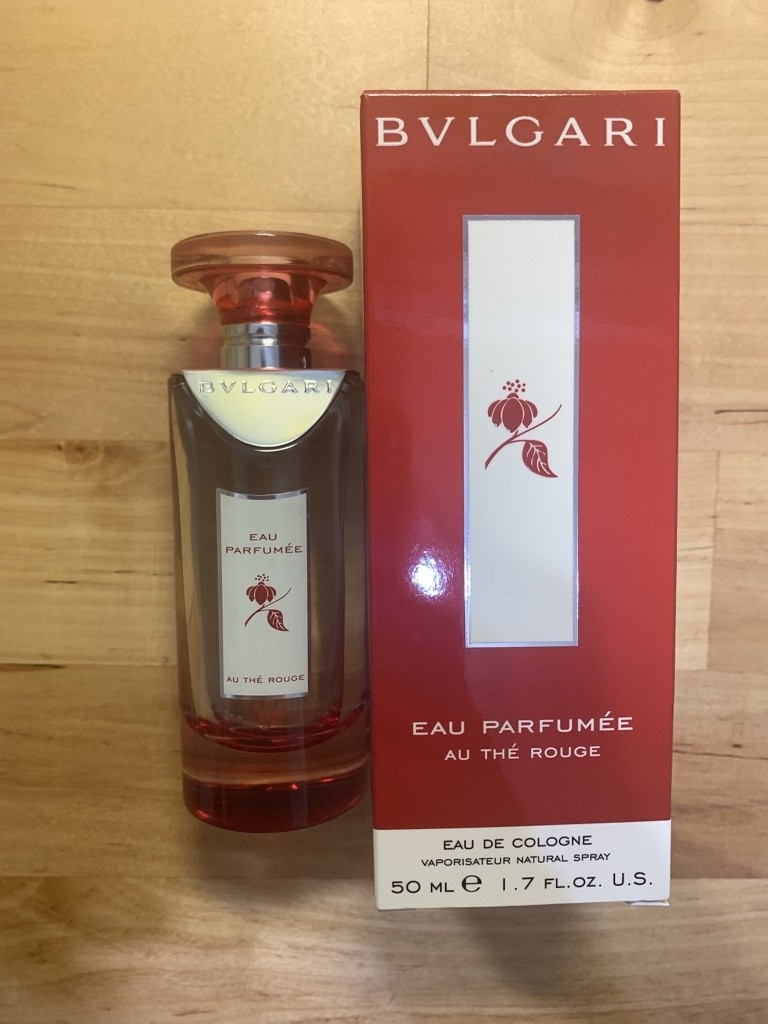 BVLGARI
EAU
PARFUMÉE
AU THÉ ROUGE
BVLGARI
EAU PARFUMÉE
AU THÉ ROUGE
EAU DE COLOGNE
VAPORISATEUR NATURAL SPRAY
50 ML ℮ 1.7 FL.OZ. U.S.